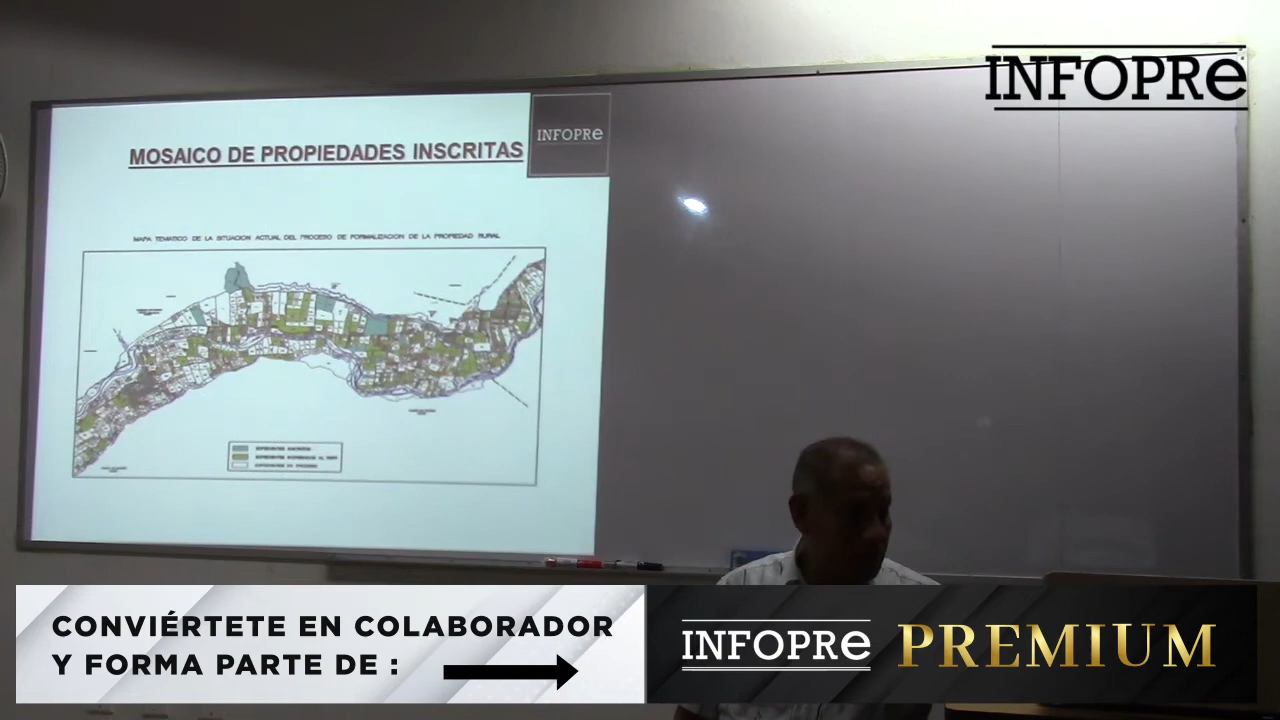 INFOPRe
INFOPRe
MOSAICO DE PROPIEDADES INSCRITAS
MAPA TEMATICO DE LA SITUACION ACTUAL DEL PROCESO DE FORMALIZACION DE LA PROPIEDAD RURAL
CONVIÉRTETE EN COLABORADOR
Y FORMA PARTE DE :
INFOPRe PREMIUM